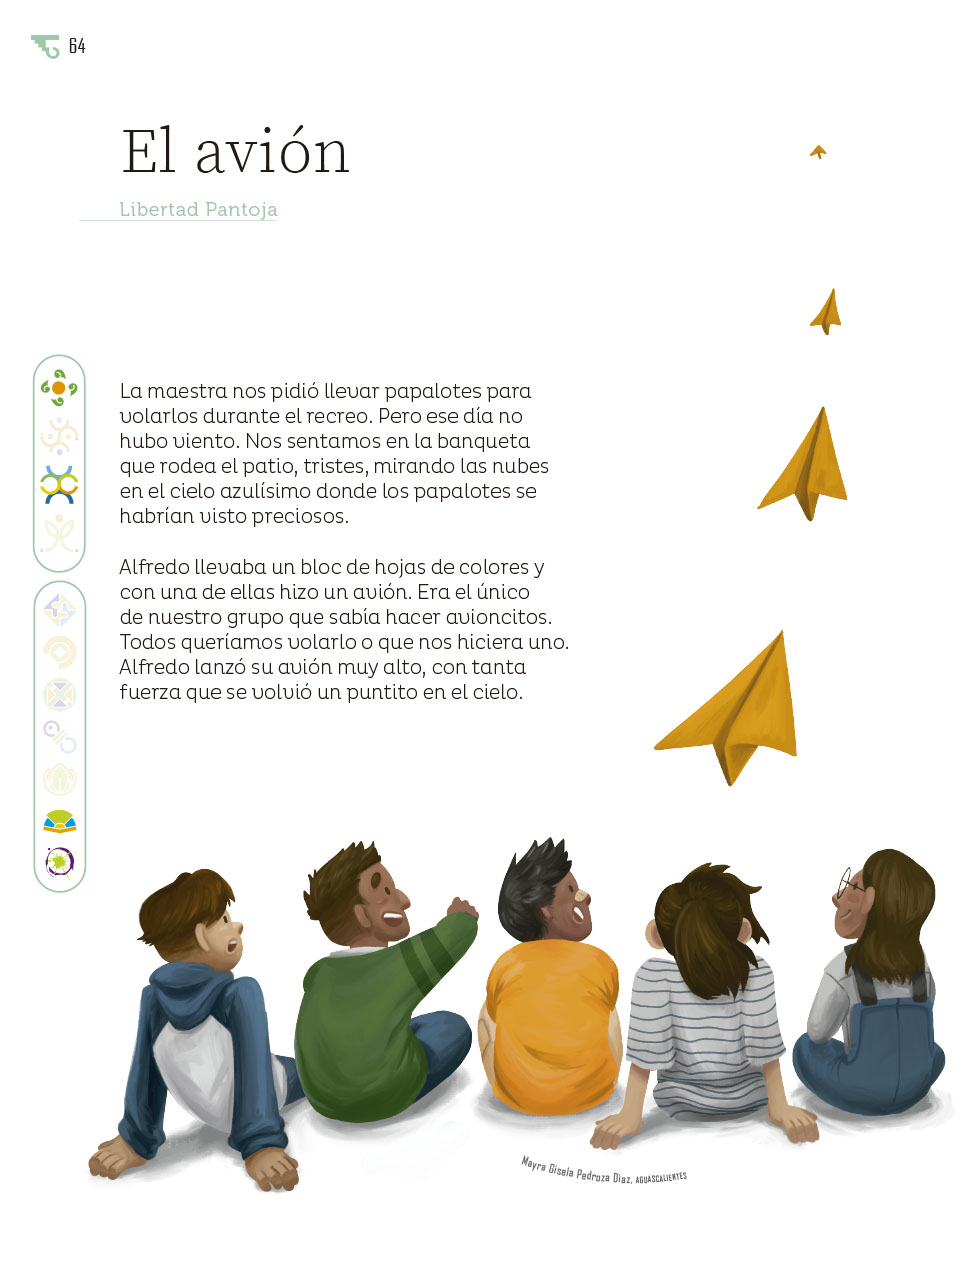 64
El avión
Libertad Pantoja
La maestra nos pidió llevar papalotes para
volarlos durante el recreo. Pero ese día no
hubo viento. Nos sentamos en la banqueta
que rodea el patio, tristes, mirando las nubes
en el cielo azulísimo donde los papalotes se
habrían visto preciosos.
Alfredo llevaba un bloc de hojas de colores y
con una de ellas hizo un avión. Era el único
de nuestro grupo que sabía hacer avioncitos.
Todos queríamos volarlo o que nos hiciera uno.
Alfredo lanzó su avión muy alto, con tanta
fuerza que se volvió un puntito en el cielo.
Mayra Gisela Pedroza Díaz, AGUASCALIENTES